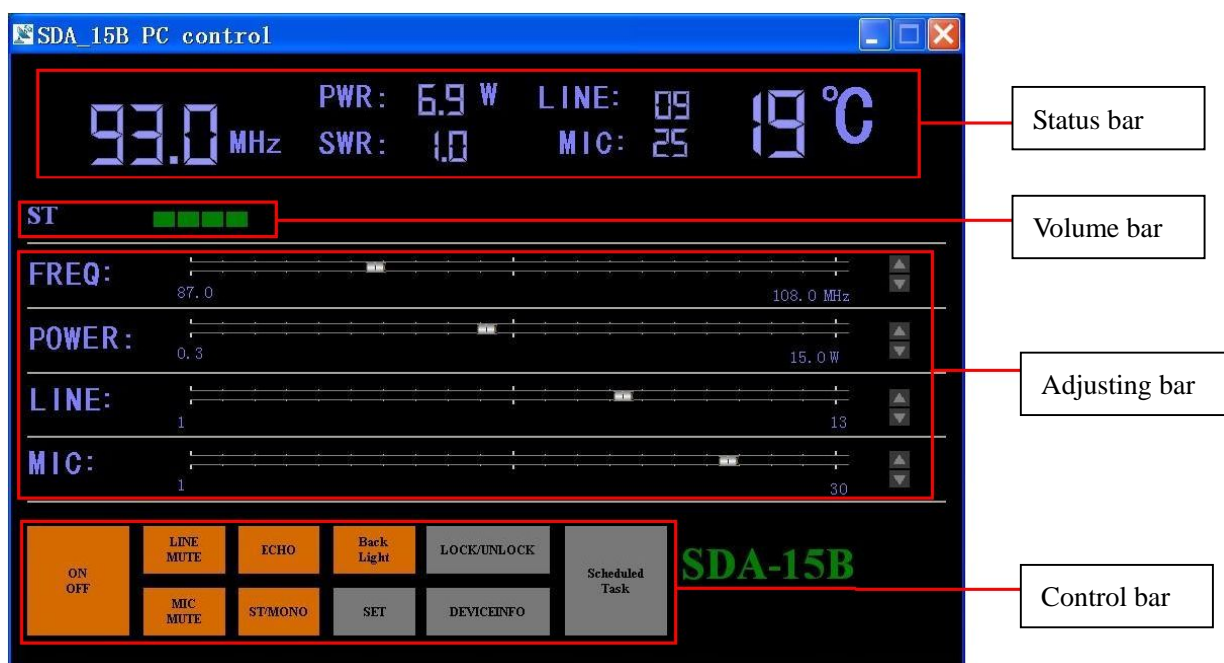 SDA_15B PC control
93.0 MHz PWR: 6.9 W LINE: 09 19 °C
SWR: 1.0 MIC: 25
Status bar
ST
Volume bar
FREQ:
87.0 108.0 MHz
POWER:
0.3 15.0 W
LINE:
1 13
Adjusting bar
MIC:
1 30
ON OFF
LINE MUTE
ECHO
Back Light
LOCK/UNLOCK
Scheduled Task
SDA-15B
MIC MUTE
ST/MONO
SET
DEVICEINFO
Control bar